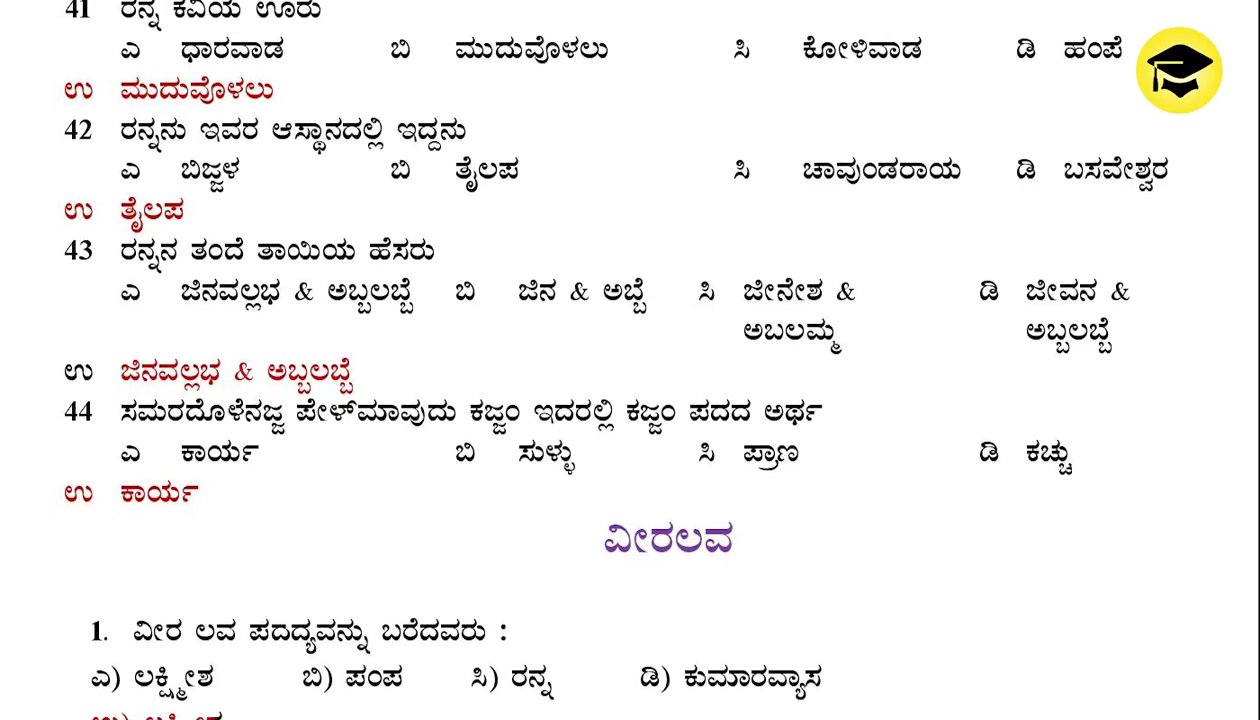 41 ರನ್ನ ಕವಿಯ ಊರು
ಎ ಧಾರವಾಡ ಬಿ ಮುದುವೊಳಲು ಸಿ ಕೋಳಿವಾಡ ಡಿ ಹಂಪೆ
ಉ ಮುದುವೊಳಲು
42 ರನ್ನನು ಇವರ ಆಸ್ಥಾನದಲ್ಲಿ ಇದ್ದನು
ಎ ಬಿಜ್ಜಳ ಬಿ ತೈಲಪ ಸಿ ಚಾವುಂಡರಾಯ ಡಿ ಬಸವೇಶ್ವರ
ಉ ತೈಲಪ
43 ರನ್ನನ ತಂದೆ ತಾಯಿಯ ಹೆಸರು
ಎ ಜಿನವಲ್ಲಭ & ಅಬ್ಬಲಬ್ಬೆ ಬಿ ಜಿನ & ಅಬ್ಬೆ ಸಿ ಜೀನೇಶ & ಡಿ ಜೀವನ &
ಅಬಲಮ್ಮ ಅಬ್ಬಲಬ್ಬೆ
ಉ ಜಿನವಲ್ಲಭ & ಅಬ್ಬಲಬ್ಬೆ
44 ಸಮರದೊಳೆನಜ್ಜ ಪೇಳ್‌ಮಾವುದು ಕಜ್ಜಂ ಇದರಲ್ಲಿ ಕಜ್ಜಂ ಪದದ ಅರ್ಥ
ಎ ಕಾರ್ಯ ಬಿ ಸುಳ್ಳು ಸಿ ಪ್ರಾಣ ಡಿ ಕಚ್ಚು
ಉ ಕಾರ್ಯ
ವೀರಲವ
1. ವೀರ ಲವ ಪದದ್ಯವನ್ನು ಬರೆದವರು :
ಎ) ಲಕ್ಷ್ಮೀಶ ಬಿ) ಪಂಪ ಸಿ) ರನ್ನ ಡಿ) ಕುಮಾರವ್ಯಾಸ